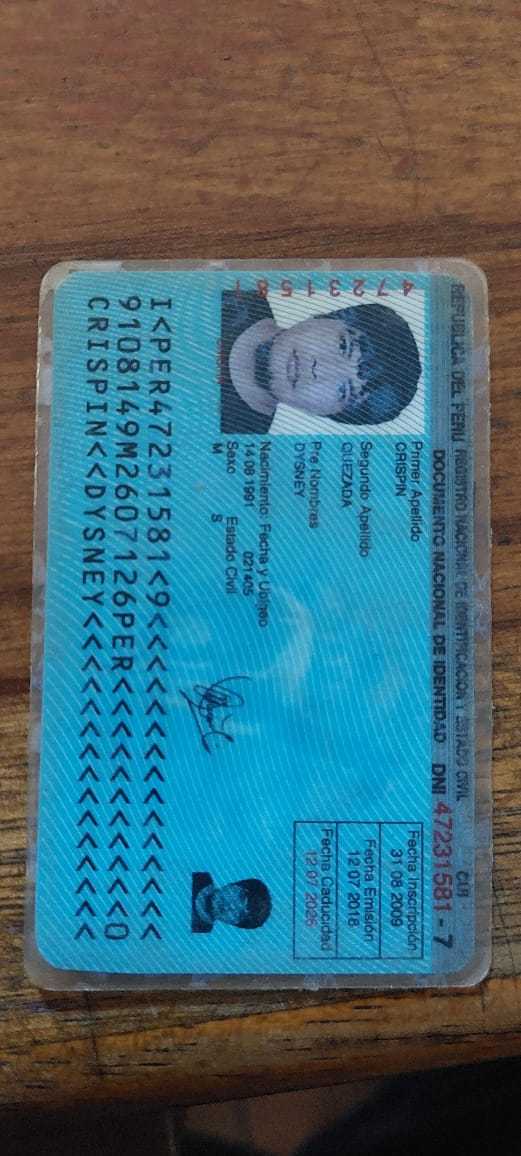 REPUBLICA DEL PERU REGISTRO NACIONAL DE IDENTIFICACION Y ESTADO CIVIL
CUI
DOCUMENTO NACIONAL DE IDENTIDAD DNI 47231581 - 7
47231581
Primer Apellido
CRISPIN
Segundo Apellido
QUEZADA
Pre Nombres
DYSNEY
Nacimiento: Fecha y Ubigeo
14 08 1991 021405
Sexo Estado Civil
M S
Fecha Inscripción
31 08 2009
Fecha Emisión
12 07 2018
Fecha Caducidad
12 07 2026
I<PER47231581<9<<<<<<<<<<<<<<<
9108149M2607126PER<<<<<<<<<<<0
CRISPIN<<DYSNEY<<<<<<<<<<<<<<<